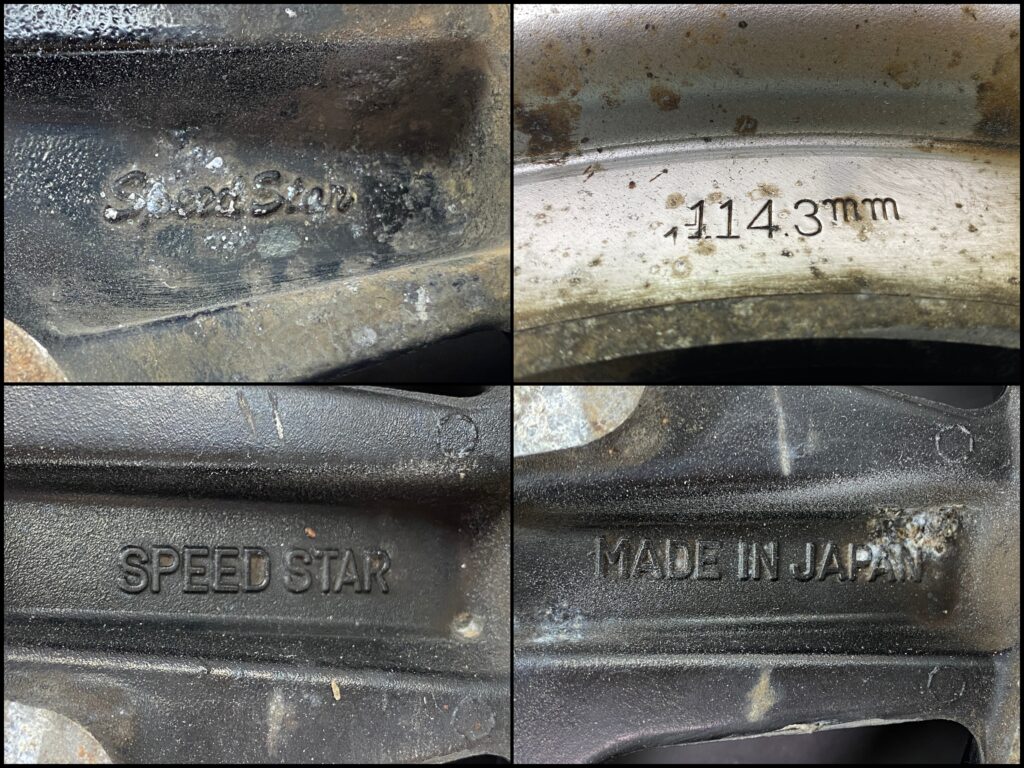 Speed Star
114.3mm
SPEED STAR
MADE IN JAPAN